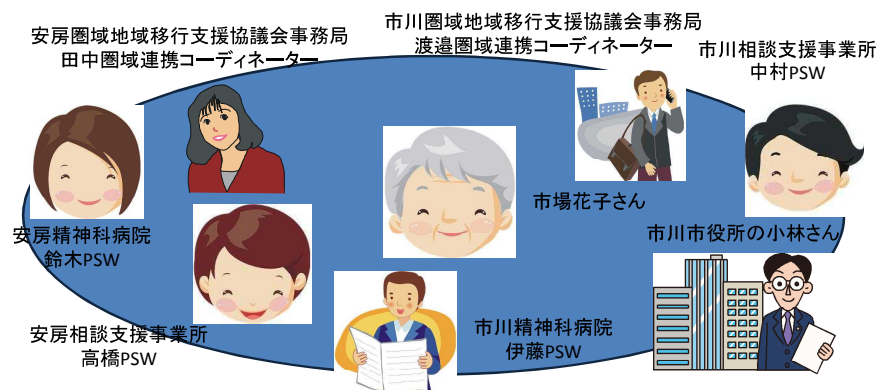 安房圏域地域移行支援協議会事務局
田中圏域連携コーディネーター
市川圏域地域移行支援協議会事務局
渡邉圏域連携コーディネーター
市川相談支援事業所
中村PSW
安房精神科病院
鈴木PSW
市場花子さん
市川市役所の小林さん
安房相談支援事業所
高橋PSW
市川精神科病院
伊藤PSW